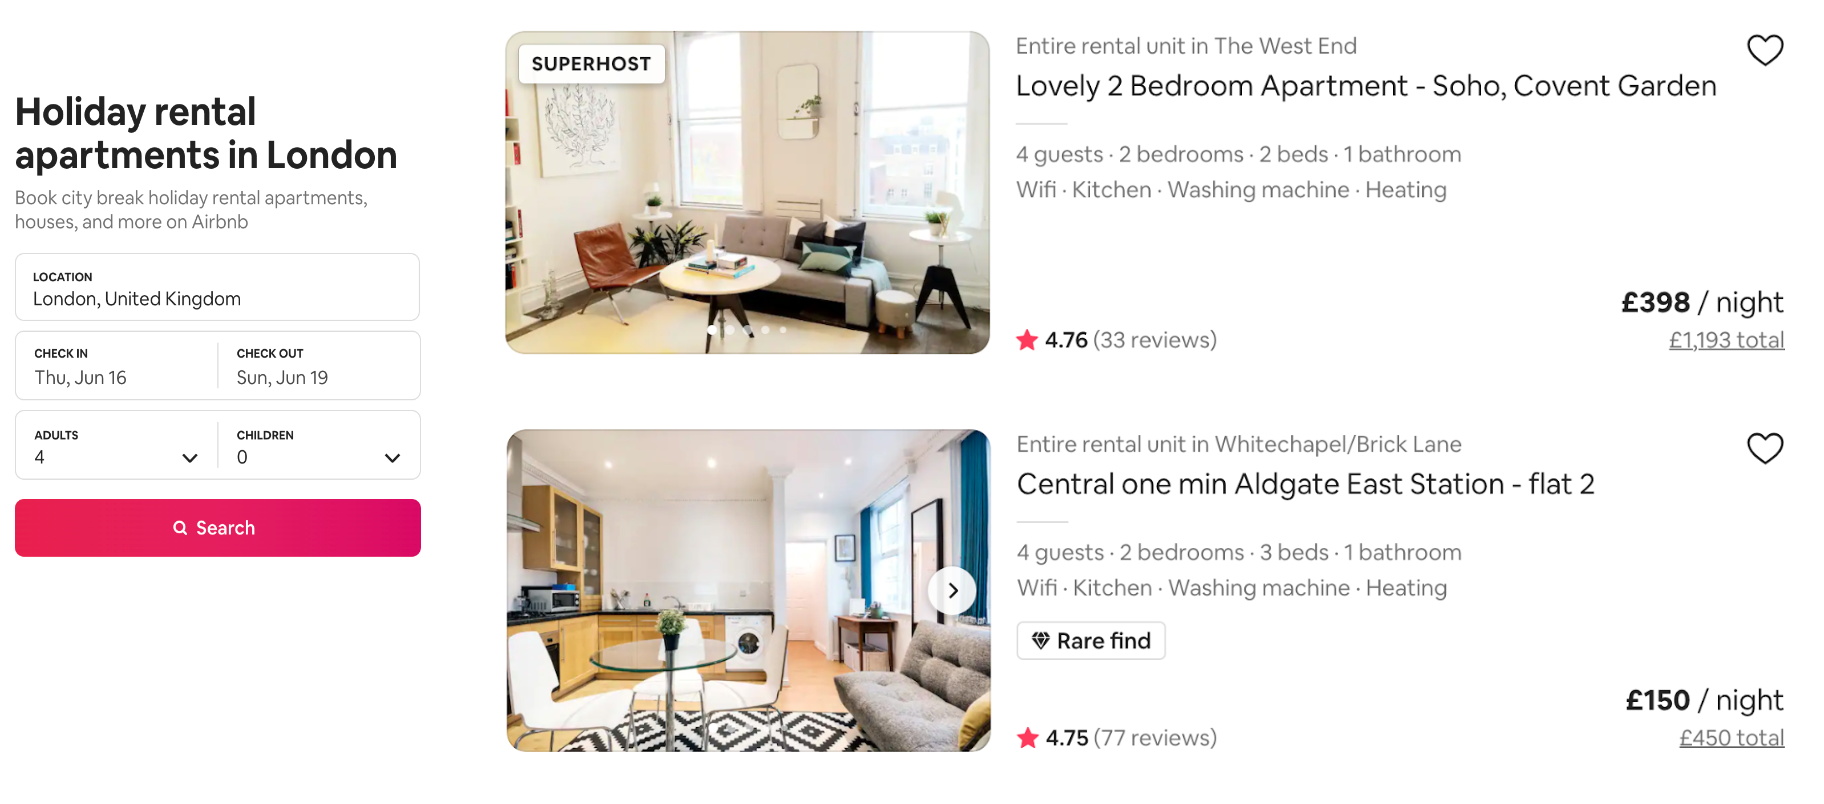 Holiday rental
apartments in London
Book city break holiday rental apartments,
houses, and more on Airbnb
LOCATION
London, United Kingdom
CHECK IN
Thu, Jun 16
CHECK OUT
Sun, Jun 19
ADULTS
4
CHILDREN
0
Search
SUPERHOST
Entire rental unit in The West End
Lovely 2 Bedroom Apartment - Soho, Covent Garden
4 guests · 2 bedrooms · 2 beds · 1 bathroom
Wifi · Kitchen · Washing machine · Heating
£398 / night
4.76 (33 reviews)
£1,193 total
Entire rental unit in Whitechapel/Brick Lane
Central one min Aldgate East Station - flat 2
4 guests · 2 bedrooms · 3 beds · 1 bathroom
Wifi · Kitchen · Washing machine · Heating
Rare find
£150 / night
4.75 (77 reviews)
£450 total